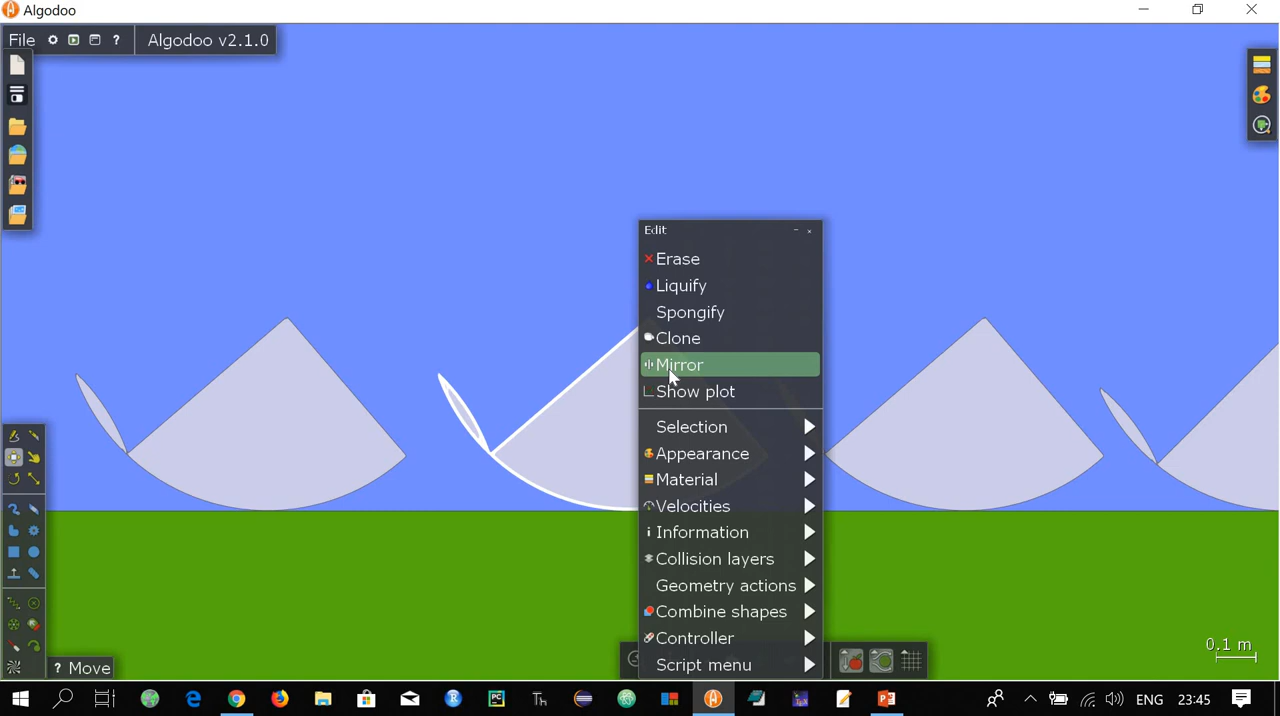 Algodoo
File
?
Algodoo v2.1.0
Edit
Erase
Liquify
Spongify
Clone
Mirror
Show plot
Selection
Appearance
Material
Velocities
Information
Collision layers
Geometry actions
Combine shapes
Controller
Script menu
0.1 m
? Move
ENG
23:45